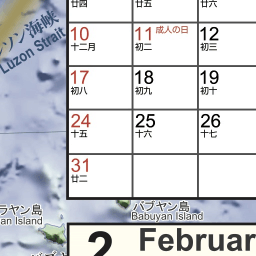 ルソン海峡
Luzon Strait
廿四 廿五 廿六
10 11 成人の日 12
十二月 初二 初三
17 18 19
初八 初九 初十
24 25 26
十五 十六 十七
31
廿二
バブヤン島
Babuyan Island
ラヤン島
an Island
2 Februar